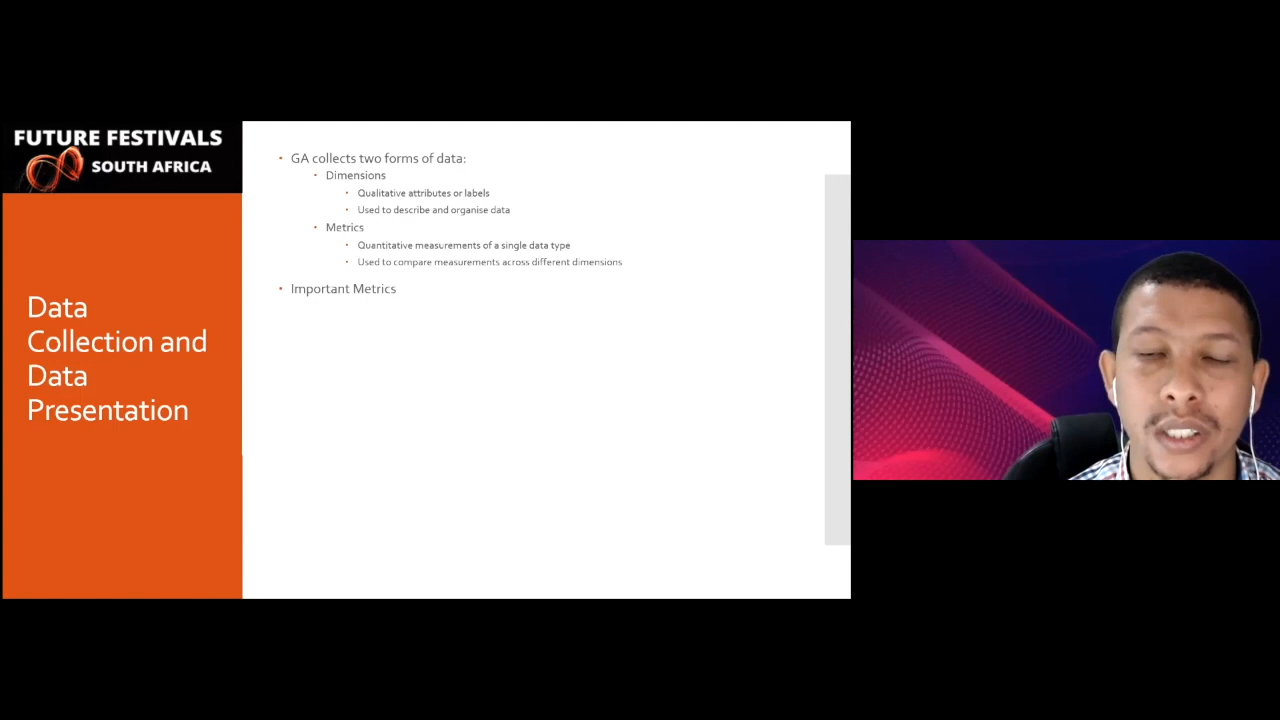 FUTURE FESTIVALS
SOUTH AFRICA
Data
Collection and
Data
Presentation
GA collects two forms of data:
Dimensions
Qualitative attributes or labels
Used to describe and organise data
Metrics
Quantitative measurements of a single data type
Used to compare measurements across different dimensions
Important Metrics